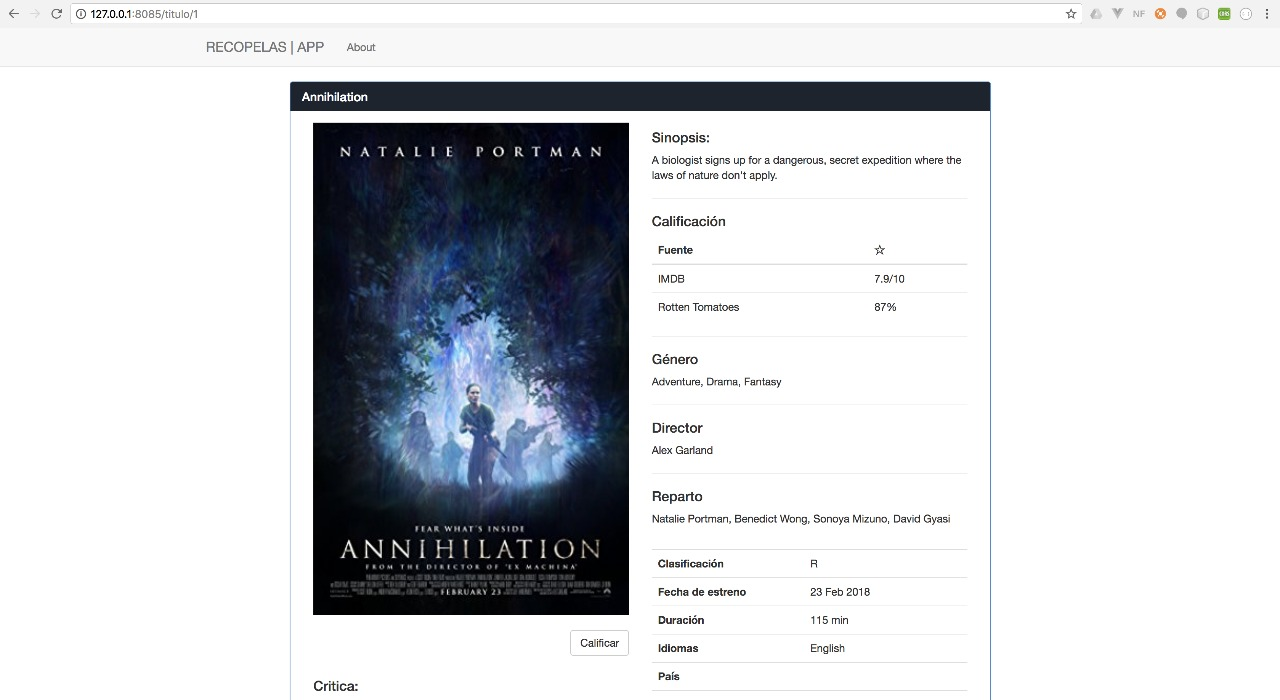 127.0.0.1:8085/titulo/1
NF
RECOPELAS | APP
About
Annihilation
NATALIE PORTMAN
FEAR WHAT'S INSIDE
ANNIHILATION
FROM THE DIRECTOR OF 'EX MACHINA'
FEBRUARY 23
Calificar
Critica:
Sinopsis:
A biologist signs up for a dangerous, secret expedition where the
laws of nature don't apply.
Calificación
Fuente ☆
IMDB 7.9/10
Rotten Tomatoes 87%
Género
Adventure, Drama, Fantasy
Director
Alex Garland
Reparto
Natalie Portman, Benedict Wong, Sonoya Mizuno, David Gyasi
Clasificación R
Fecha de estreno 23 Feb 2018
Duración 115 min
Idiomas English
País